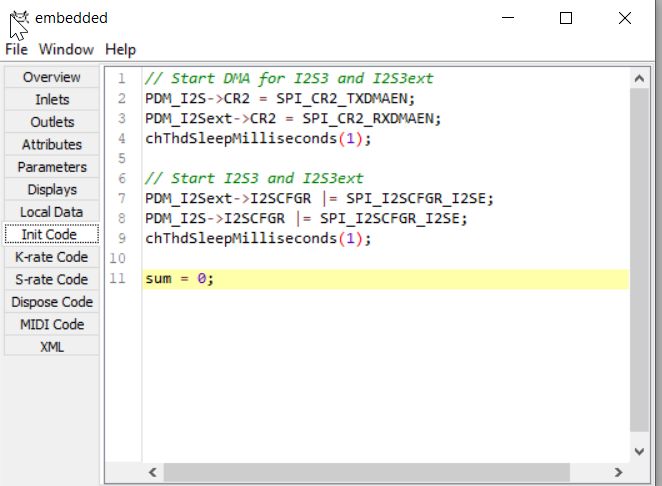 embedded
File Window Help
Overview
Inlets
Outlets
Attributes
Parameters
Displays
Local Data
Init Code
K-rate Code
S-rate Code
Dispose Code
MIDI Code
XML
1 // Start DMA for I2S3 and I2S3ext
2 PDM_I2S->CR2 = SPI_CR2_TXDMAEN;
3 PDM_I2Sext->CR2 = SPI_CR2_RXDMAEN;
4 chThdSleepMilliseconds(1);
5
6 // Start I2S3 and I2S3ext
7 PDM_I2Sext->I2SCFGR |= SPI_I2SCFGR_I2SE;
8 PDM_I2S->I2SCFGR |= SPI_I2SCFGR_I2SE;
9 chThdSleepMilliseconds(1);
10
11 sum = 0;